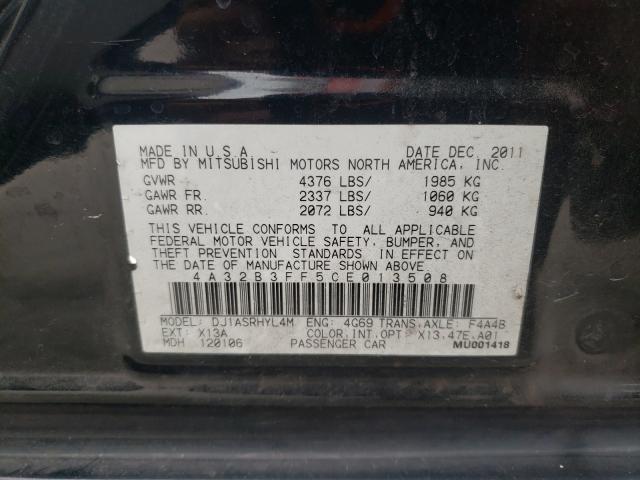 MADE IN U.S.A DATE DEC. 2011
MFD BY MITSUBISHI MOTORS NORTH AMERICA, INC.
GVWR 4376 LBS/ 1985 KG
GAWR FR. 2337 LBS/ 1060 KG
GAWR RR. 2072 LBS/ 940 KG
THIS VEHICLE CONFORMS TO ALL APPLICABLE
FEDERAL MOTOR VEHICLE SAFETY, BUMPER, AND
THEFT PREVENTION STANDARDS IN EFFECT ON
THE DATE OF MANUFACTURE SHOWN ABOVE
4A32B3FF5CE013508
MODEL: DJ1ASRHYL4M ENG: 4G69 TRANS,AXLE: F4A4B
EXT: X13A COLOR,INT,OPT: X13,47E,A01
MDH 120106 PASSENGER CAR MU001418